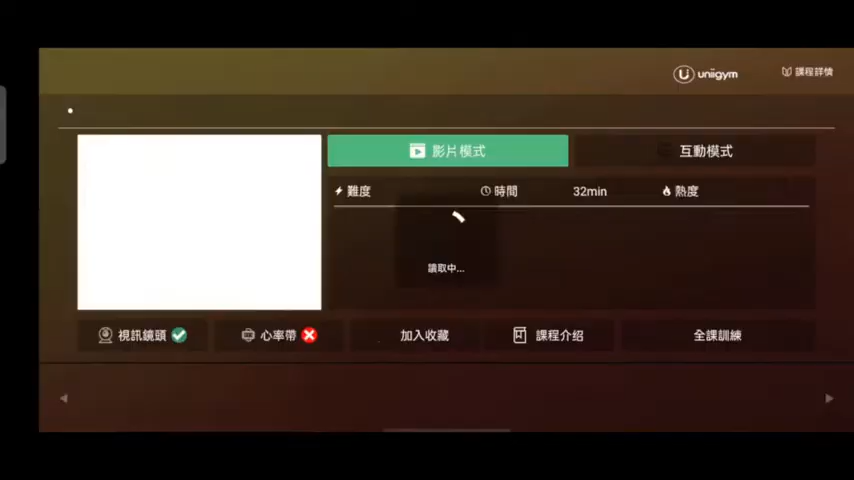 uniigym
課程詳情
影片模式
互動模式
難度
時間
32min
熱度
讀取中...
視訊鏡頭
心率帶
加入收藏
課程介紹
全課訓練